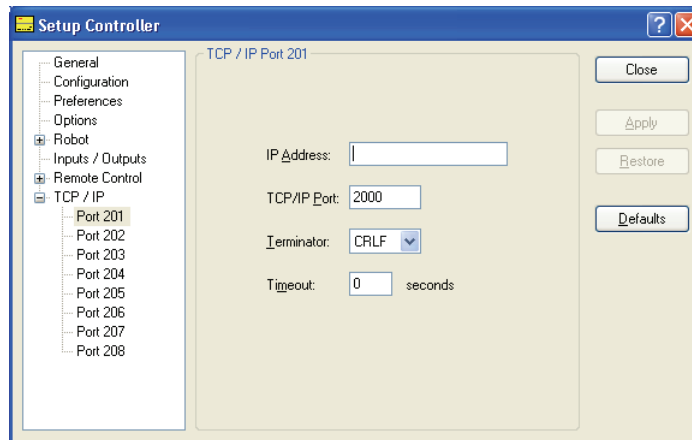 Setup Controller
General
Configuration
Preferences
Options
Robot
Inputs / Outputs
Remote Control
TCP / IP
Port 201
Port 202
Port 203
Port 204
Port 205
Port 206
Port 207
Port 208
TCP / IP Port 201
IP Address:
TCP/IP Port: 2000
Terminator: CRLF
Timeout: 0 seconds
Close
Apply
Restore
Defaults